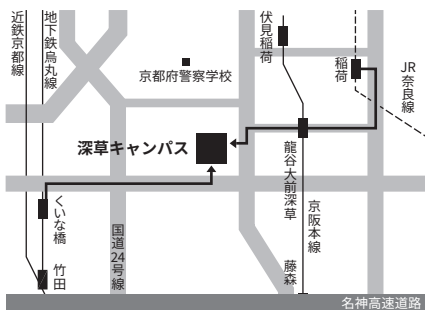 近鉄京都線
地下鉄烏丸線
伏見稲荷
稲荷
JR
奈良線
京都府警察学校
深草キャンパス
龍谷大前深草
くいな橋
竹田
国道24号線
京阪本線
藤森
名神高速道路